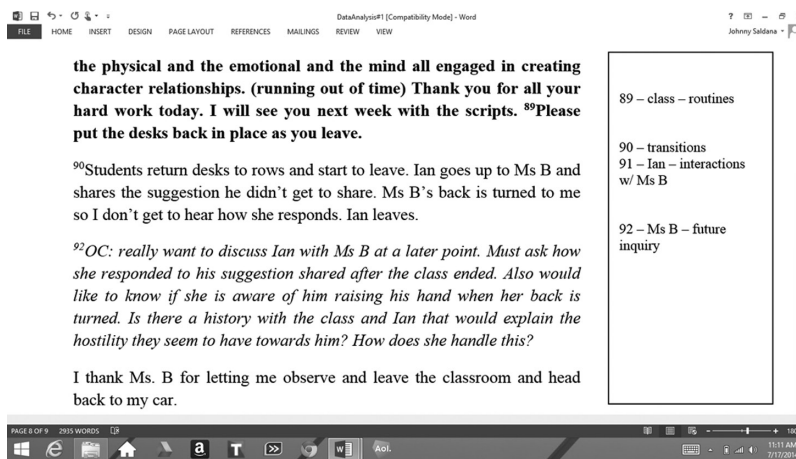 DataAnalysis#1 [Compatibility Mode] - Word
FILE HOME INSERT DESIGN PAGE LAYOUT REFERENCES MAILINGS REVIEW VIEW
Johnny Saldana
the physical and the emotional and the mind all engaged in creating
character relationships. (running out of time) Thank you for all your
hard work today. I will see you next week with the scripts. ⁸⁹Please
put the desks back in place as you leave.
⁹⁰Students return desks to rows and start to leave. Ian goes up to Ms B and
shares the suggestion he didn’t get to share. Ms B’s back is turned to me
so I don’t get to hear how she responds. Ian leaves.
⁹²OC: really want to discuss Ian with Ms B at a later point. Must ask how
she responded to his suggestion shared after the class ended. Also would
like to know if she is aware of him raising his hand when her back is
turned. Is there a history with the class and Ian that would explain the
hostility they seem to have towards him? How does she handle this?
I thank Ms. B for letting me observe and leave the classroom and head
back to my car.
89 – class – routines
90 – transitions
91 – Ian – interactions
w/ Ms B
92 – Ms B – future
inquiry
PAGE 8 OF 9 2935 WORDS
a T W Aol.
11:11 AM